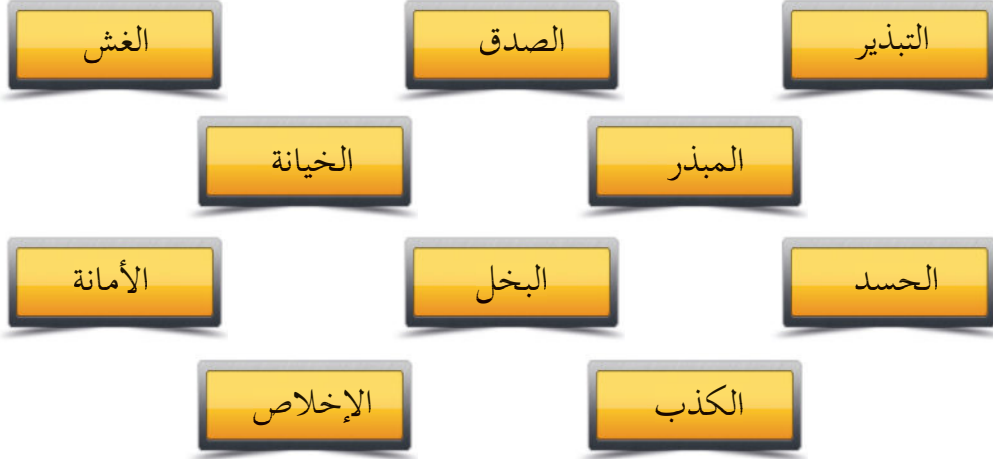 التبذير
الصدق
الغش
المبذر
الخيانة
الحسد
البخل
الأمانة
الكذب
الإخلاص